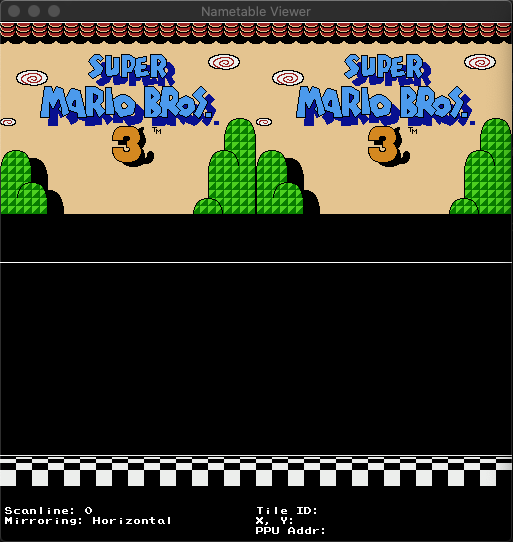 Nametable Viewer
SUPER SUPER
MARIO BROS. MARIO BROS.
3 TM 3 TM
Scanline: 0 Tile ID:
Mirroring: Horizontal X, Y:
PPU Addr: